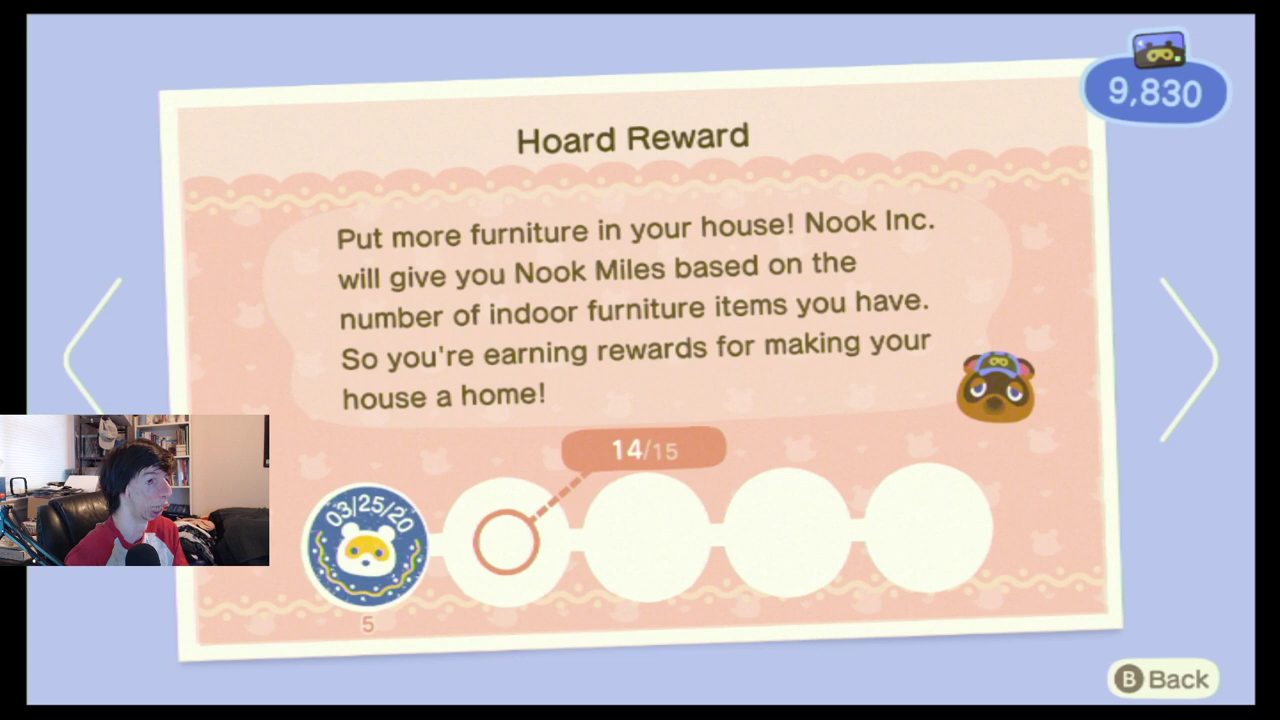 9,830
Hoard Reward
Put more furniture in your house! Nook Inc.
will give you Nook Miles based on the
number of indoor furniture items you have.
So you're earning rewards for making your
house a home!
14/15
03/25/20
5
B Back